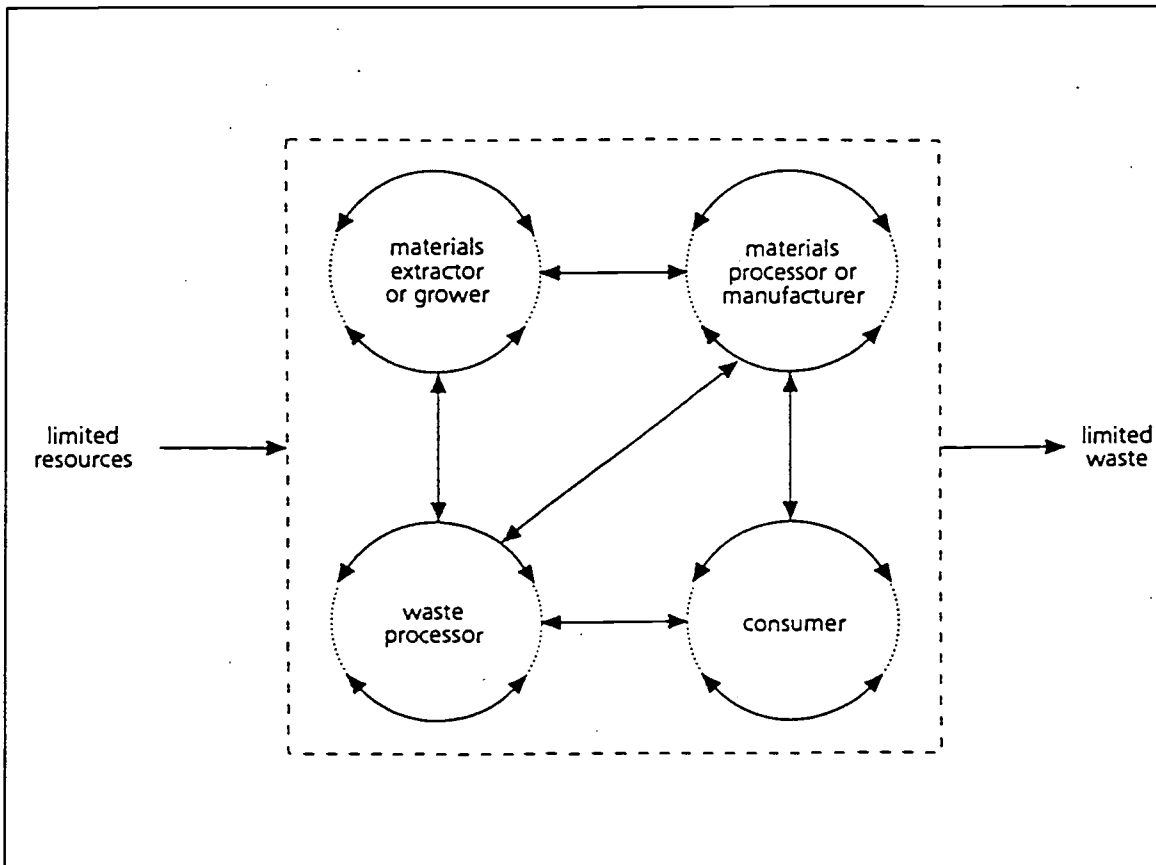 materials
extractor
or grower
materials
processor or
manufacturer
limited
resources
limited
waste
waste
processor
consumer